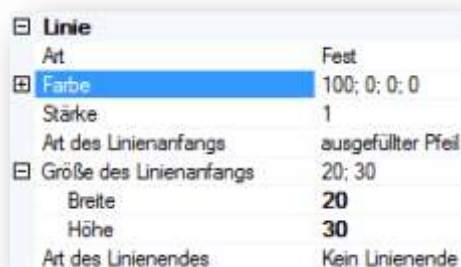 Linie
Art Fest
Farbe 100; 0; 0; 0
Stärke 1
Art des Linienanfangs ausgefüllter Pfeil
Größe des Linienanfangs 20; 30
Breite 20
Höhe 30
Art des Linienendes Kein Linienende